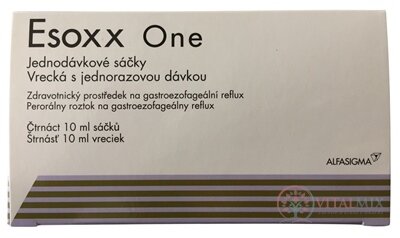 Esoxx One
Jednodávkové sáčky
Vrecká s jednorazovou dávkou
Zdravotnický prostředek na gastroezofageální reflux
Perorálny roztok na gastroezofageálny reflux
Čtrnáct 10 ml sáčků
Štrnásť 10 ml vreciek
ALFASIGMA
VITALMIX